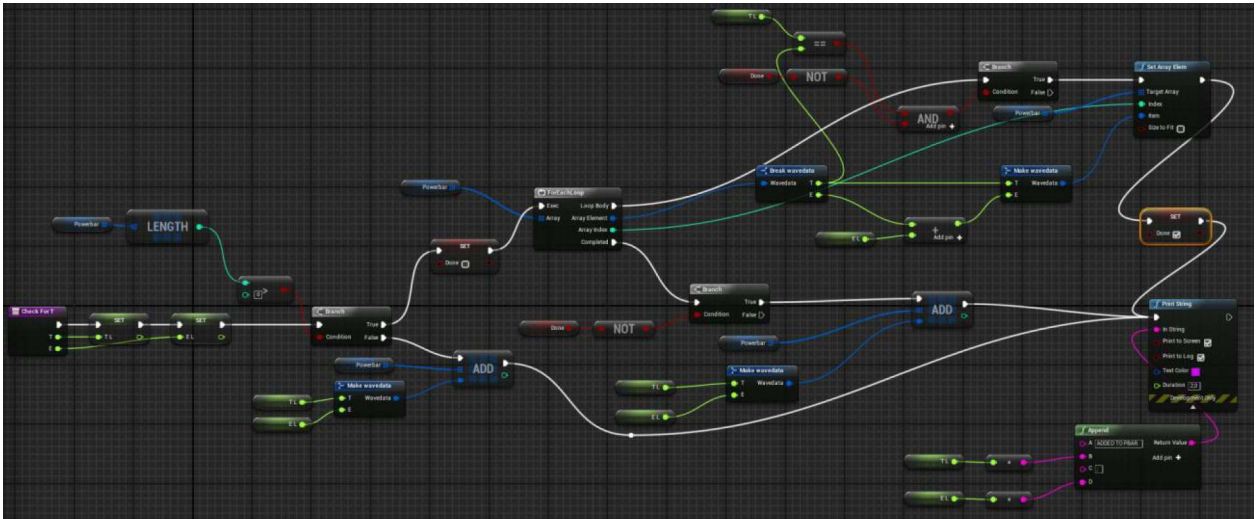 T L
==
Done
NOT
AND
Add pin +
Branch
Condition
True
False
Powerbar
Set Array Elem
Target Array
Index
Item
Size to Fit
Break wavedata
Wavedata
T
E
Make wavedata
T
E
Wavedata
E L
+
Add pin +
SET
Done
Powerbar
ForEachLoop
Exec
Array
Loop Body
Array Element
Array Index
Completed
Powerbar
LENGTH
0
>
SET
Done
Check For T
T
E
SET
T L
SET
E L
Branch
Condition
True
False
Powerbar
ADD
T L
E L
Make wavedata
T
E
Wavedata
Done
NOT
Branch
Condition
True
False
Powerbar
ADD
T L
E L
Make wavedata
T
E
Wavedata
Print String
In String
Print to Screen
Print to Log
Text Color
Duration
2,0
Development Only
Append
A
ADDED TO PBAR
B
C
D
Return Value
Add pin +
T L
E L